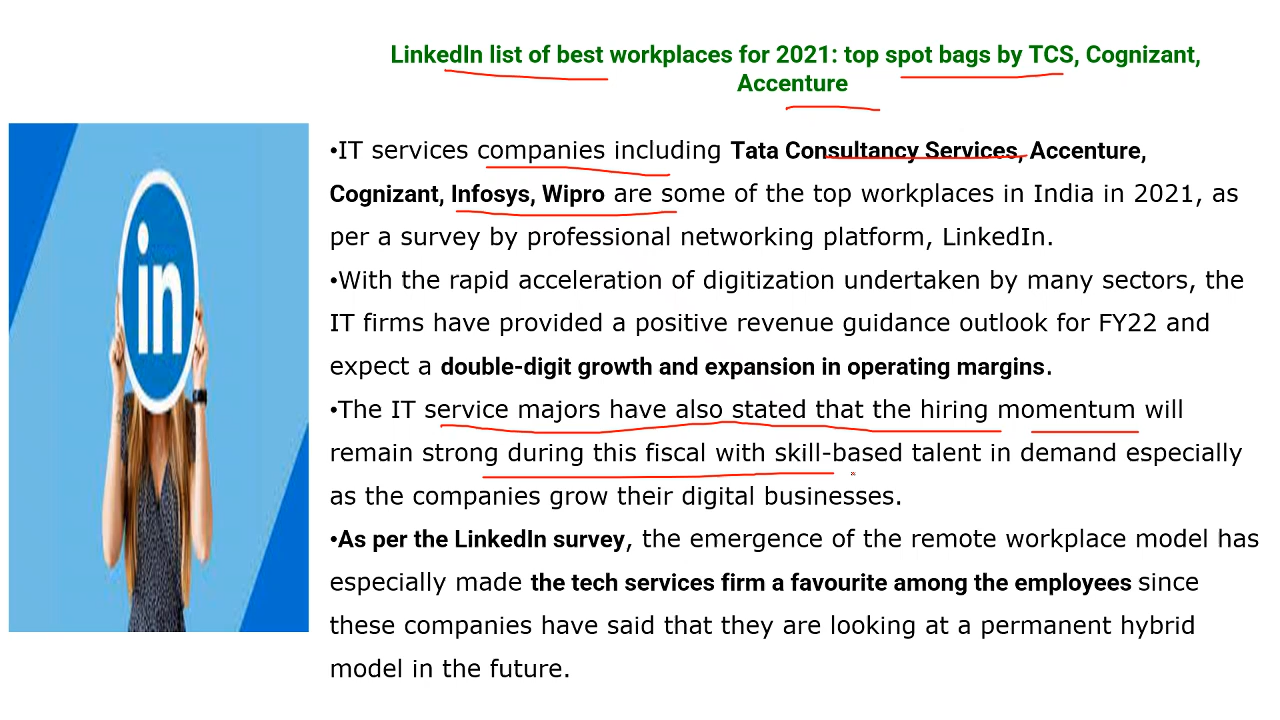 LinkedIn list of best workplaces for 2021: top spot bags by TCS, Cognizant,
Accenture
in
•IT services companies including Tata Consultancy Services, Accenture,
Cognizant, Infosys, Wipro are some of the top workplaces in India in 2021, as
per a survey by professional networking platform, LinkedIn.
•With the rapid acceleration of digitization undertaken by many sectors, the
IT firms have provided a positive revenue guidance outlook for FY22 and
expect a double-digit growth and expansion in operating margins.
•The IT service majors have also stated that the hiring momentum will
remain strong during this fiscal with skill-based talent in demand especially
as the companies grow their digital businesses.
•As per the LinkedIn survey, the emergence of the remote workplace model has
especially made the tech services firm a favourite among the employees since
these companies have said that they are looking at a permanent hybrid
model in the future.